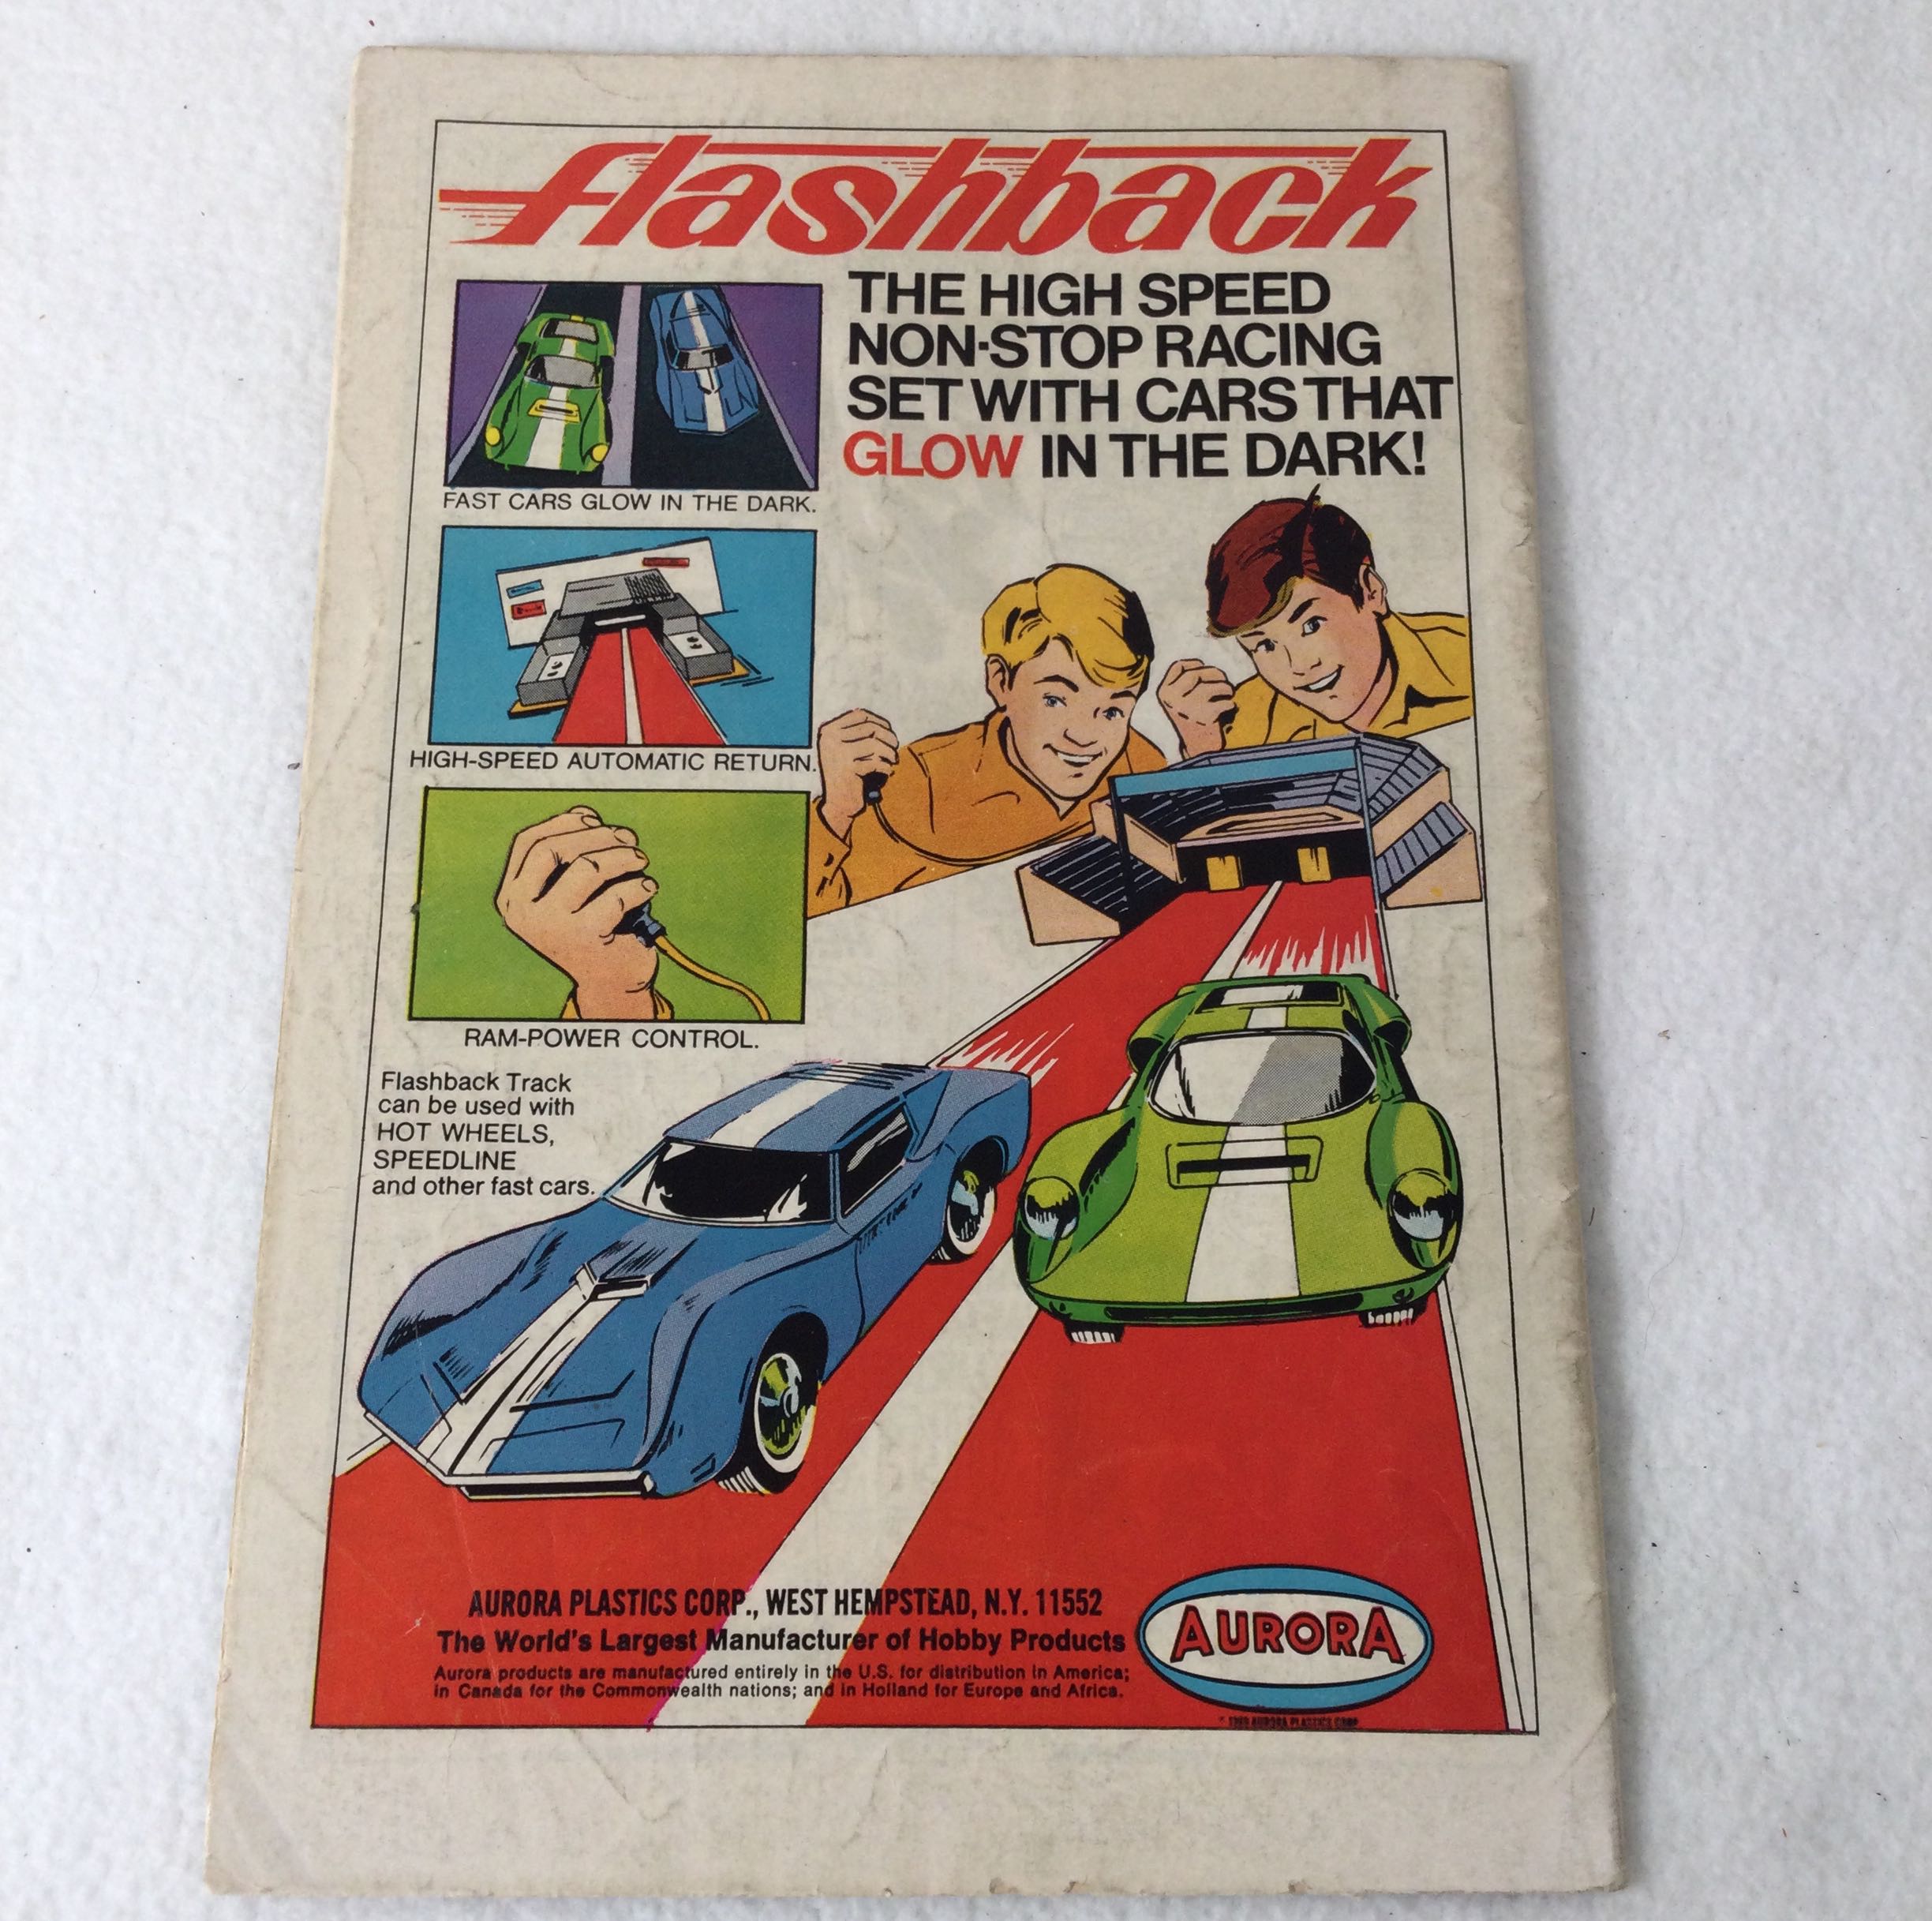 flashback
THE HIGH SPEED
NON-STOP RACING
SET WITH CARS THAT
GLOW IN THE DARK!
FAST CARS GLOW IN THE DARK.
HIGH-SPEED AUTOMATIC RETURN.
RAM-POWER CONTROL.
Flashback Track
can be used with
HOT WHEELS,
SPEEDLINE
and other fast cars.
AURORA PLASTICS CORP., WEST HEMPSTEAD, N.Y. 11552
The World's Largest Manufacturer of Hobby Products
Aurora products are manufactured entirely in the U.S. for distribution in America;
in Canada for the Commonwealth nations; and in Holland for Europe and Africa.
AURORA
AURORA PLASTICS CORP